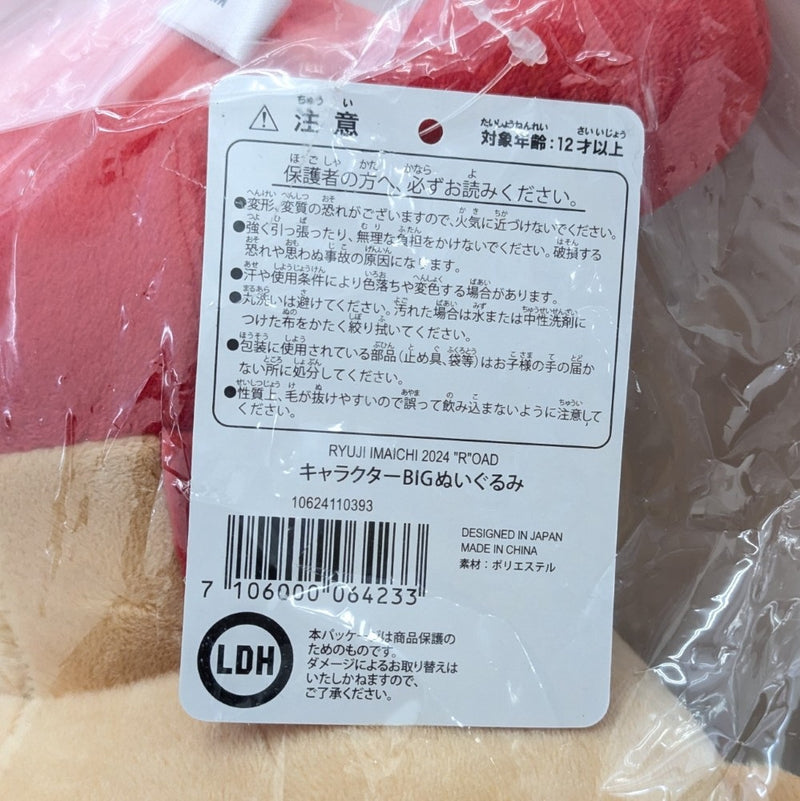 ⚠ 注意
対象年齢:12才以上
保護者の方へ、必ずお読みください。
●変形、変質の恐れがございますので、火気に近づけないでください。
●強く引っ張ったり、無理な負担をかけないでください。破損する
恐れや思わぬ事故の原因になります。
●汗や使用条件により色落ちや変色する場合があります。
●丸洗いは避けてください。汚れた場合は水または中性洗剤に
つけた布をかたく絞り拭いてください。
●包装に使用されている部品(止め具、袋等)はお子様の手の届か
ない所に処分してください。
●性質上、毛が抜けやすいので誤って飲み込まないように注意して
ください。
RYUJI IMAICHI 2024 "R"OAD
キャラクターBIGぬいぐるみ
10624110393
DESIGNED IN JAPAN
MADE IN CHINA
素材:ポリエステル
7 106000 064233
LDH
本パッケージは商品保護の
ためのものです。
ダメージによるお取り替えは
いたしかねますので、
ご了承ください。